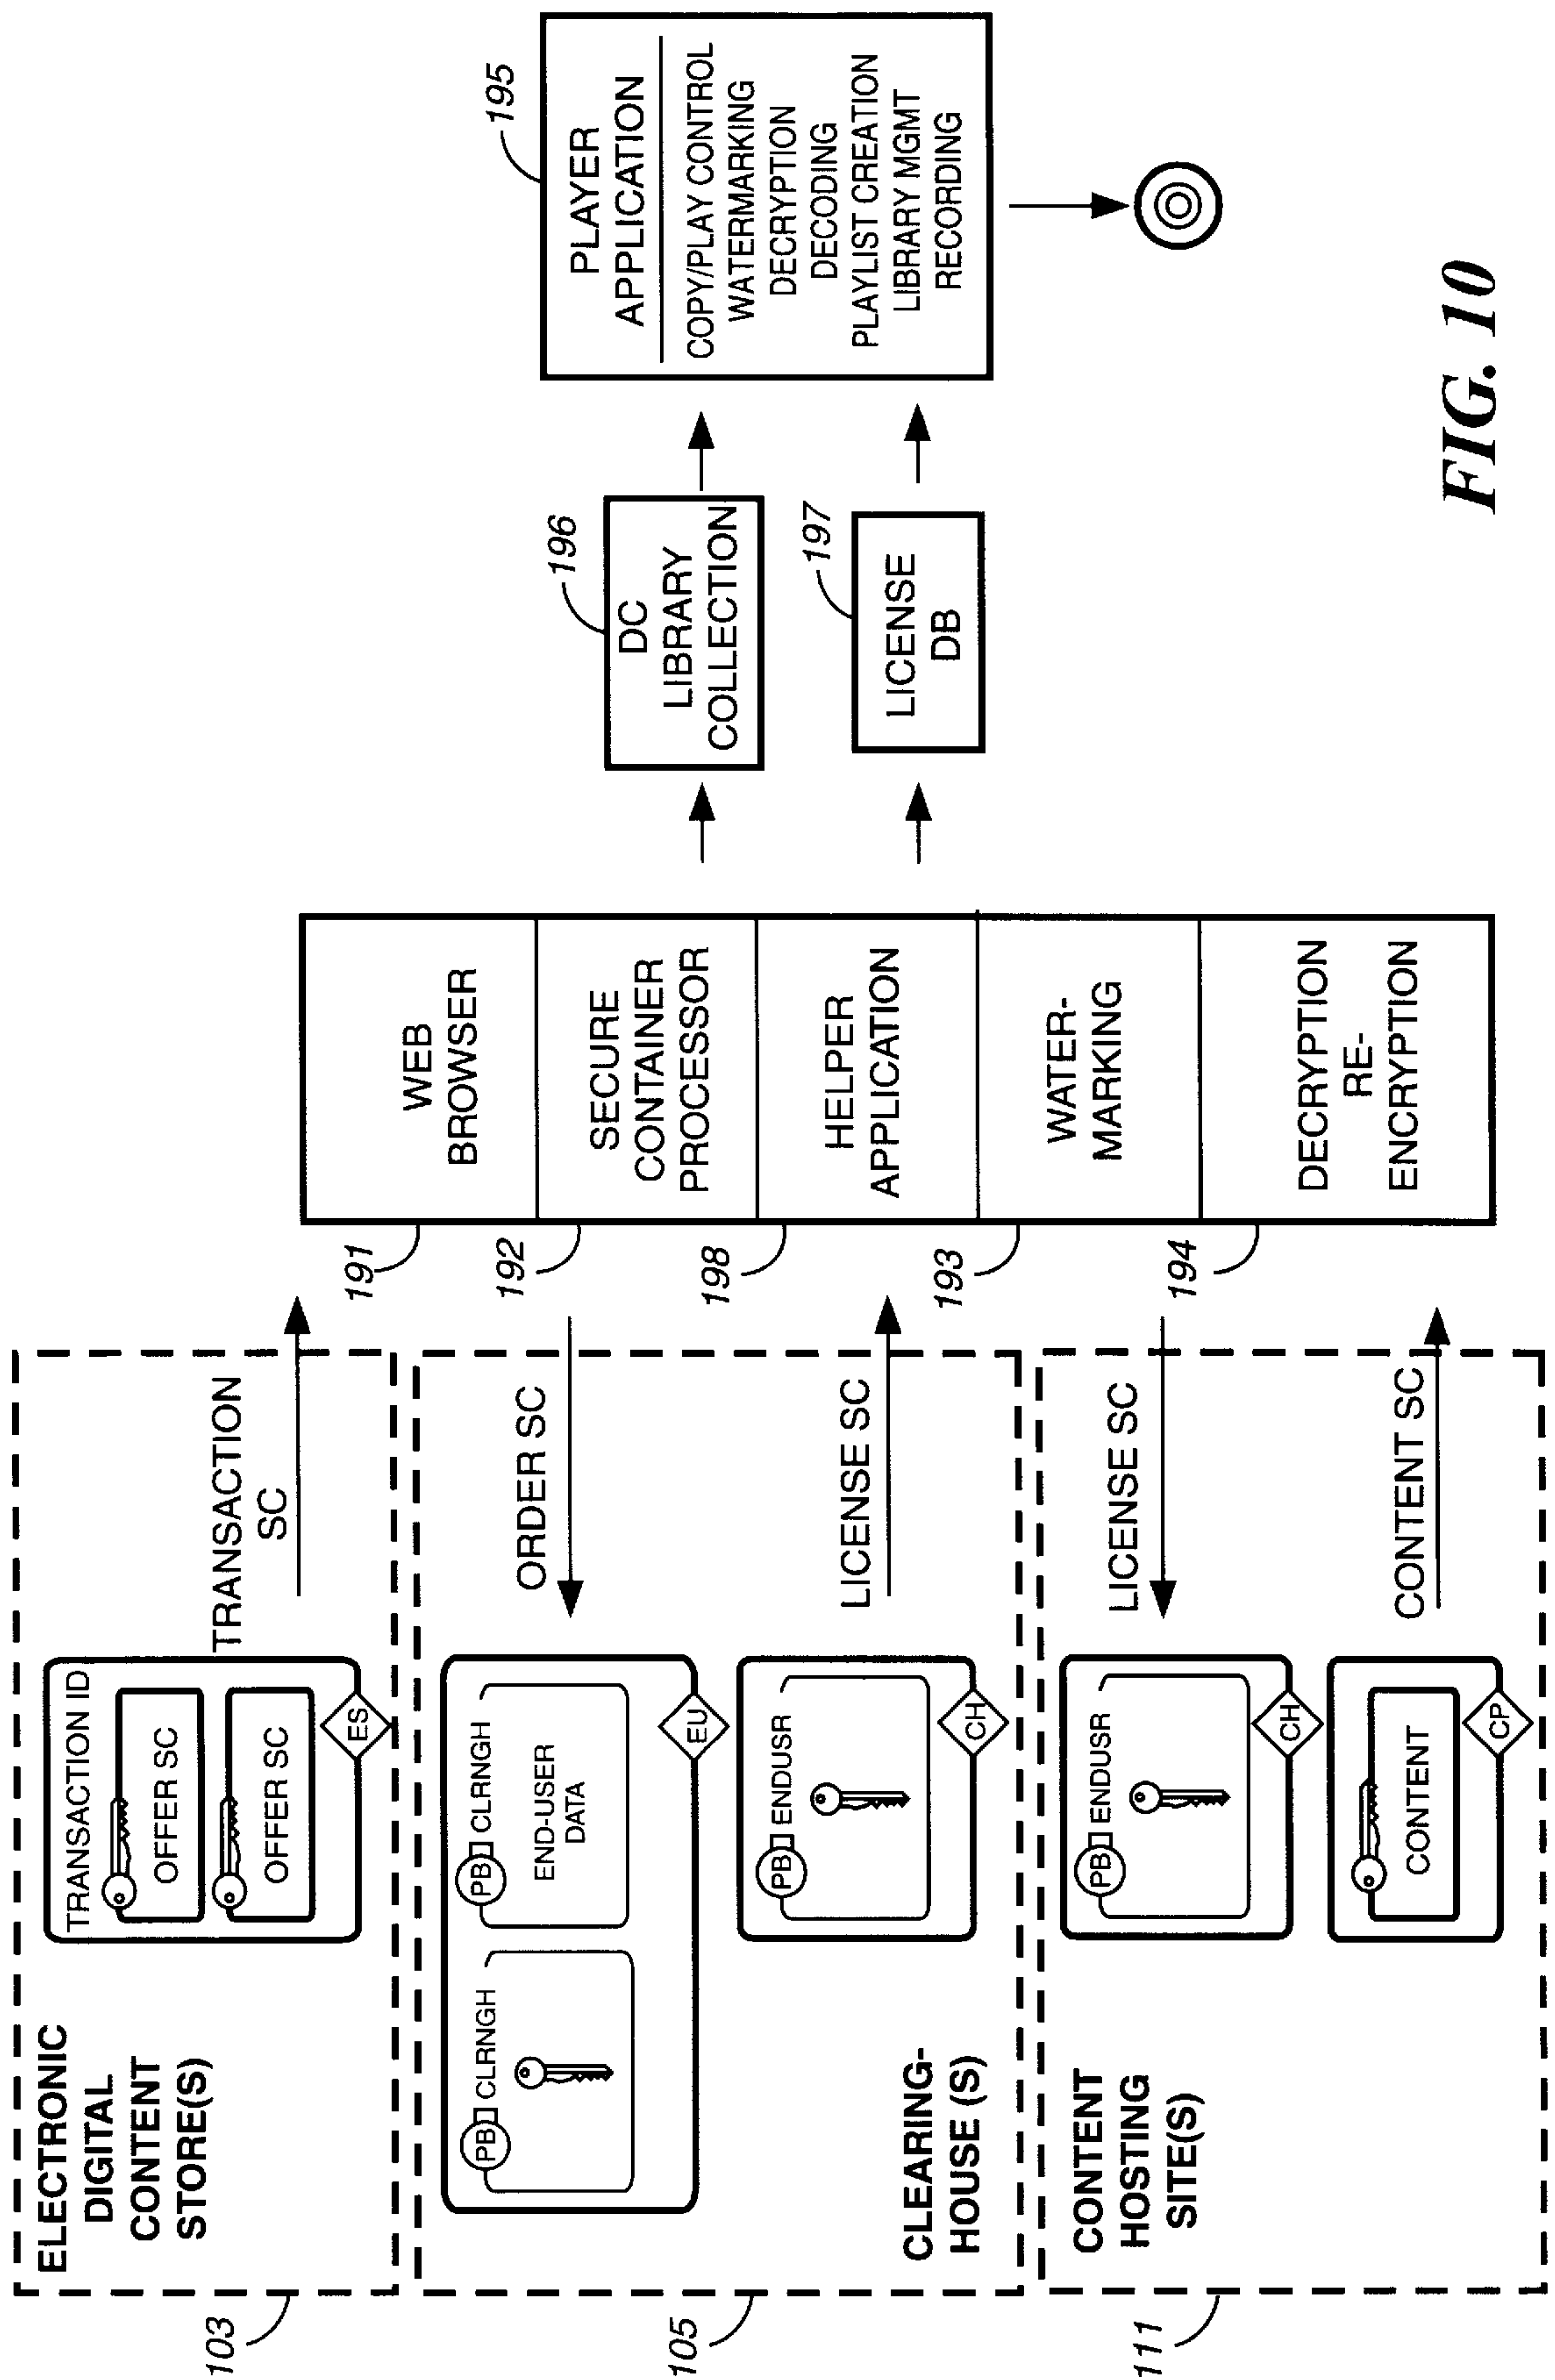 103
ELECTRONIC
DIGITAL
CONTENT
STORE(S)
TRANSACTION ID
OFFER SC
OFFER SC
ES
TRANSACTION
SC
105
PB CLRNGH
PB CLRNGH
END-USER
DATA
EU
ORDER SC
CLEARING-
HOUSE (S)
PB ENDUSR
CH
LICENSE SC
111
CONTENT
HOSTING
SITE(S)
PB ENDUSR
CH
LICENSE SC
CONTENT
CP
CONTENT SC
191
WEB
BROWSER
192
SECURE
CONTAINER
PROCESSOR
198
HELPER
APPLICATION
193
WATER-
MARKING
194
DECRYPTION
RE-
ENCRYPTION
196
DC
LIBRARY
COLLECTION
197
LICENSE
DB
195
PLAYER
APPLICATION
COPY/PLAY CONTROL
WATERMARKING
DECRYPTION
DECODING
PLAYLIST CREATION
LIBRARY MGMT
RECORDING
FIG. 10